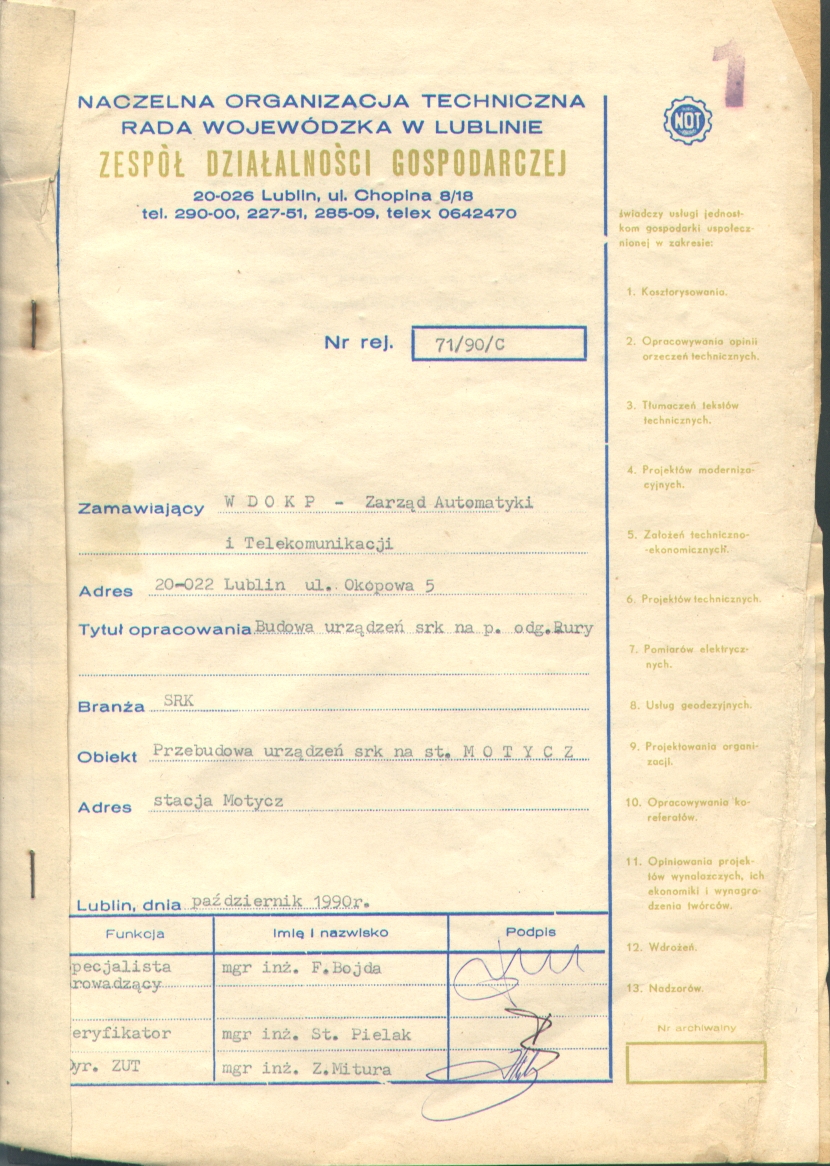 1
NACZELNA ORGANIZACJA TECHNICZNA
RADA WOJEWÓDZKA W LUBLINIE
ZESPÓŁ DZIAŁALNOŚCI GOSPODARCZEJ
20-026 Lublin, ul. Chopina 8/18
tel. 290-00, 227-51, 285-09, telex 0642470
NOT
świadczy usługi jednost-
kom gospodarki uspołecz-
nianej w zakresie:
1. Kosztorysowania.
2. Opracowywania opinii
orzeczeń technicznych.
3. Tłumaczeń tekstów
technicznych.
4. Projektów moderniza-
cyjnych.
5. Założeń techniczno-
-ekonomicznych.
6. Projektów technicznych.
7. Pomiarów elektrycz-
nych.
8. Usług geodezyjnych.
9. Projektowania organi-
zacji.
10. Opracowywania ko-
referatów.
11. Opiniowania projek-
tów wynalazczych, ich
ekonomiki i wynagro-
dzenia twórców.
12. Wdrożeń.
13. Nadzorów.
Nr archiwalny
Nr rej. 71/90/C
Zamawiający W D O K P - Zarząd Automatyki
i Telekomunikacji
Adres 20-022 Lublin ul. Okopowa 5
Tytuł opracowania Budowa urządzeń srk na p. odg.Rury
Branża SRK
Obiekt Przebudowa urządzeń srk na st. M O T Y C Z
Adres stacja Motycz
Lublin, dnia październik 1990r.
Funkcja Imię i nazwisko Podpis
pecjalista mgr inż. F.Bojda
rowadzący
eryfikator mgr inż. St. Pielak
yr. ZUT mgr inż. Z.Mitura